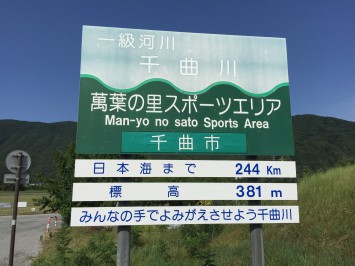 一級河川
千曲川
萬葉の里スポーツエリア
Man-yo no sato Sports Area
千曲市
日本海まで 244 Km
標高 381 m
みんなの手でよみがえさせよう千曲川